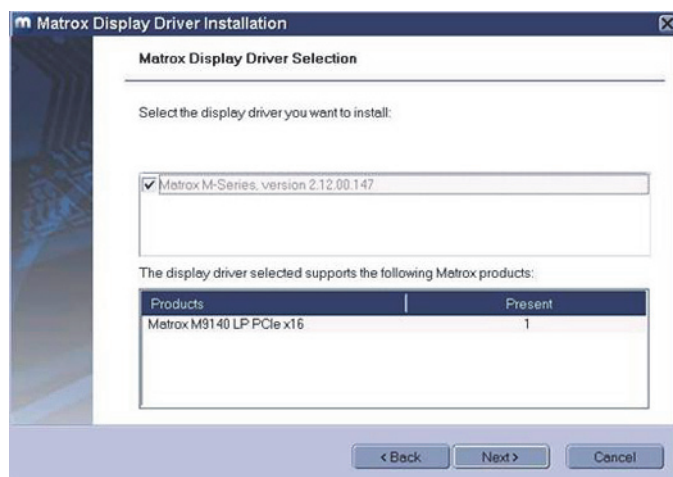 Matrox Display Driver Installation
Matrox Display Driver Selection
Select the display driver you want to install:
Matrox M-Series, version 2.12.00.147
The display driver selected supports the following Matrox products:
Products Present
Matrox M9140 LP PCIe x16 1
< Back Next > Cancel